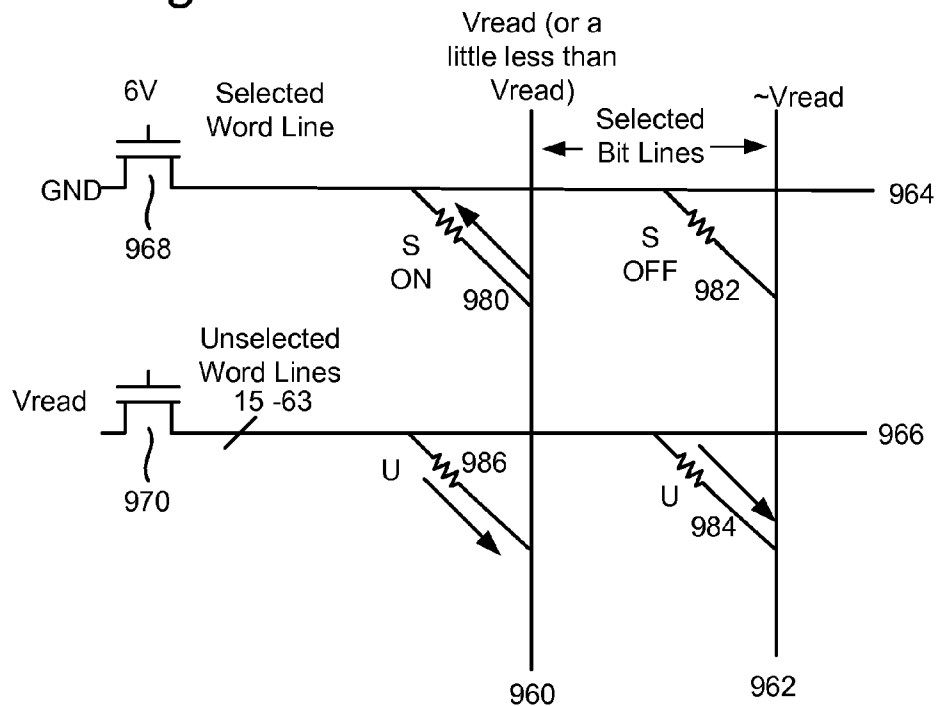 Vread (or a
little less than
Vread)
~Vread
6V
Selected
Word Line
Selected
Bit Lines
GND
964
968
S
ON
980
S
OFF
982
Unselected
Word Lines
15 -63
Vread
966
970
U
986
U
984
960
962